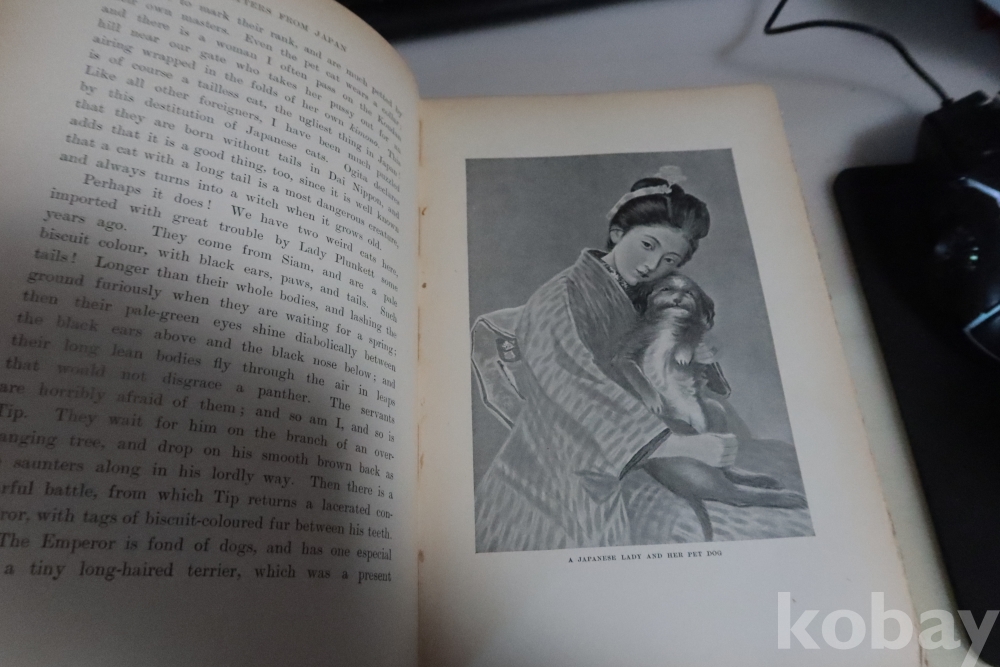 TERS FROM JAPAN
to mark their rank, and are much petted by
own masters. Even the pet cat wears a collar
and there is a woman I often pass on the
hill near our gate who takes her pussy out for an
airing wrapped in the folds of her own kimono. This
is of course a tailless cat, the ugliest thing in Japan!
Like all other foreigners, I have been much puzzled
by this destitution of Japanese cats. Ogita declares
that they are born without tails in Dai Nippon, and
adds that it is a good thing, too, since it is well known
that a cat with a long tail is a most dangerous creature,
and always turns into a witch when it grows old.
Perhaps it does! We have two weird cats here,
imported with great trouble by Lady Plunkett some
years ago. They come from Siam, and are a pale
biscuit colour, with black ears, paws, and tails. Such
tails! Longer than their whole bodies, and lashing the
ground furiously when they are waiting for a spring;
then their pale-green eyes shine diabolically between
the black ears above and the black nose below; and
their long lean bodies fly through the air in leaps
that would not disgrace a panther. The servants
are horribly afraid of them; and so am I, and so is
Tip. They wait for him on the branch of an over-
anging tree, and drop on his smooth brown back as
saunters along in his lordly way. Then there is a
rful battle, from which Tip returns a lacerated con-
ror, with tags of biscuit-coloured fur between his teeth.
The Emperor is fond of dogs, and has one especial
a tiny long-haired terrier, which was a present
A JAPANESE LADY AND HER PET DOG
kobay